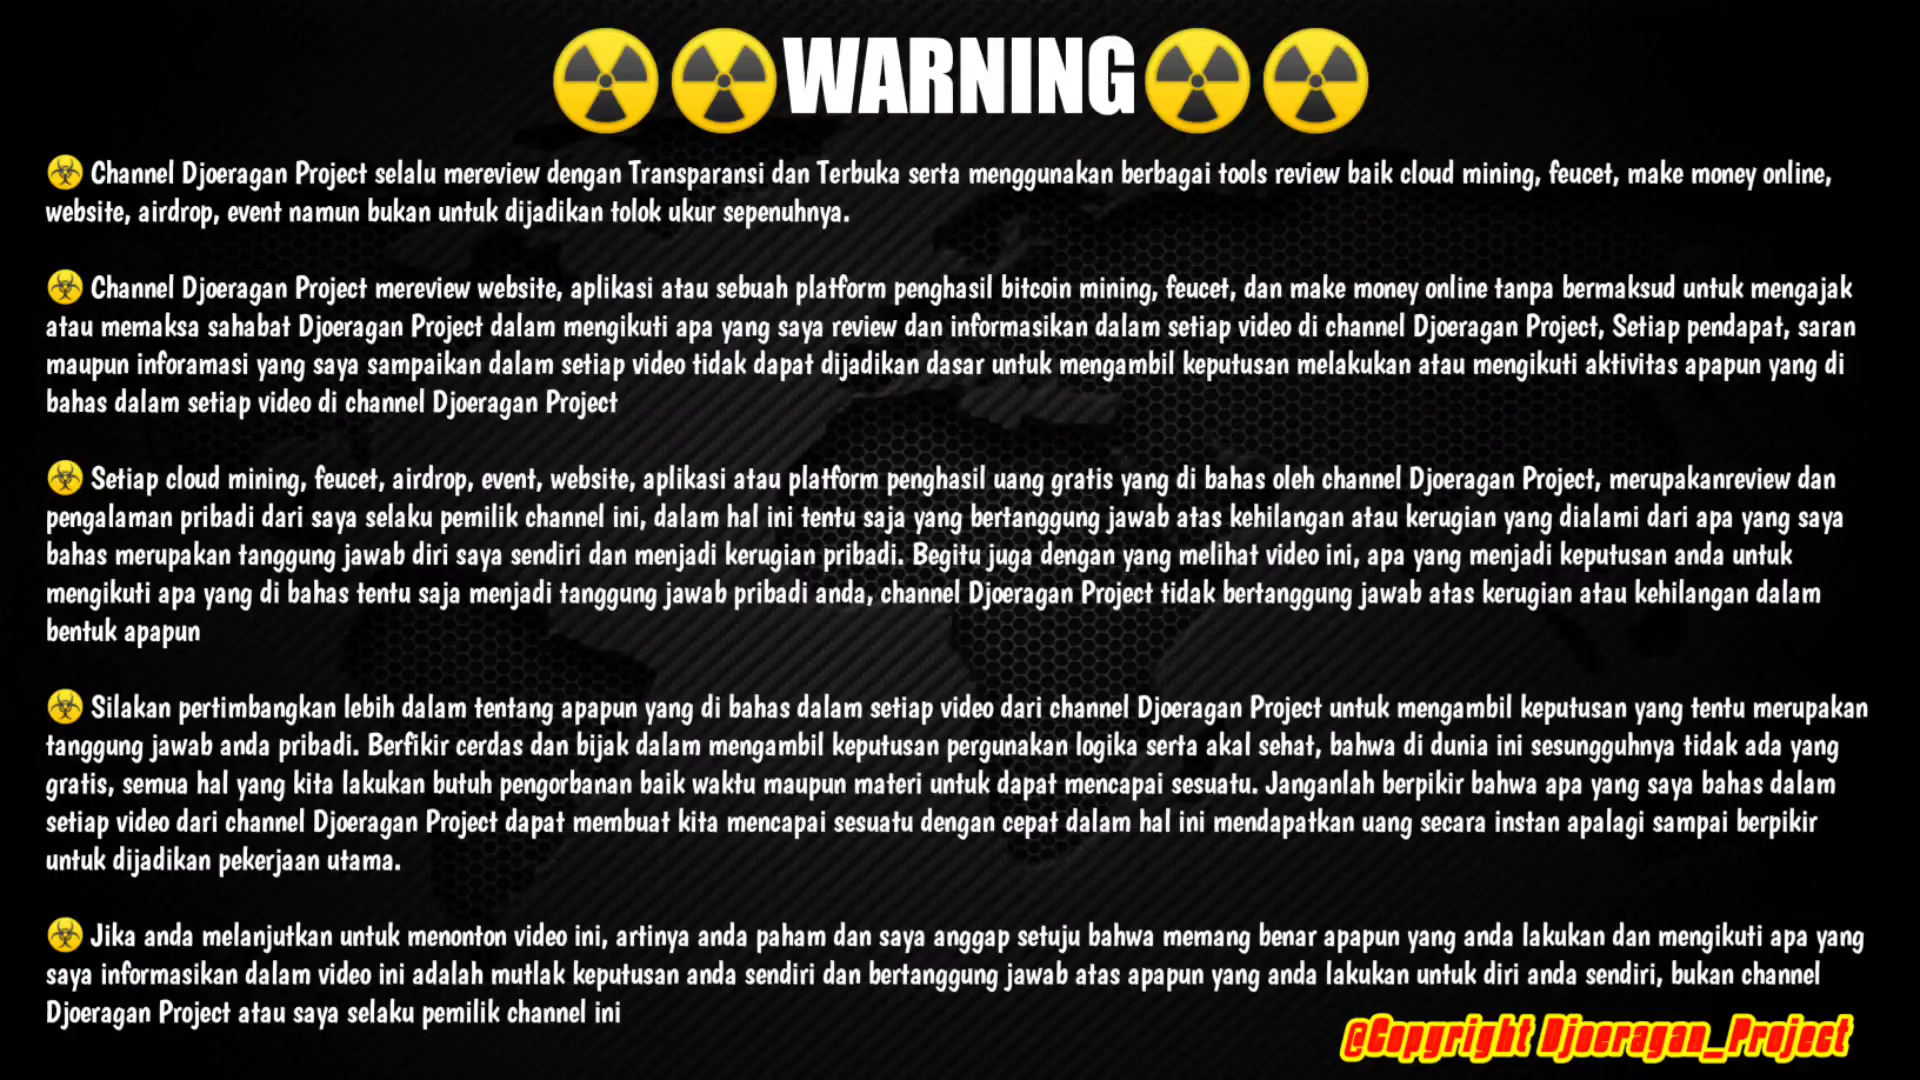 ☢☢WARNING☢☢
☣ Channel Djoeragan Project selalu mereview dengan Transparansi dan Terbuka serta menggunakan berbagai tools review baik cloud mining, feucet, make money online,
website, airdrop, event namun bukan untuk dijadikan tolok ukur sepenuhnya.
☣ Channel Djoeragan Project mereview website, aplikasi atau sebuah platform penghasil bitcoin mining, feucet, dan make money online tanpa bermaksud untuk mengajak
atau memaksa sahabat Djoeragan Project dalam mengikuti apa yang saya review dan informasikan dalam setiap video di channel Djoeragan Project, Setiap pendapat, saran
maupun inforamasi yang saya sampaikan dalam setiap video tidak dapat dijadikan dasar untuk mengambil keputusan melakukan atau mengikuti aktivitas apapun yang di
bahas dalam setiap video di channel Djoeragan Project
☣ Setiap cloud mining, feucet, airdrop, event, website, aplikasi atau platform penghasil uang gratis yang di bahas oleh channel Djoeragan Project, merupakanreview dan
pengalaman pribadi dari saya selaku pemilik channel ini, dalam hal ini tentu saja yang bertanggung jawab atas kehilangan atau kerugian yang dialami dari apa yang saya
bahas merupakan tanggung jawab diri saya sendiri dan menjadi kerugian pribadi. Begitu juga dengan yang melihat video ini, apa yang menjadi keputusan anda untuk
mengikuti apa yang di bahas tentu saja menjadi tanggung jawab pribadi anda, channel Djoeragan Project tidak bertanggung jawab atas kerugian atau kehilangan dalam
bentuk apapun
☣ Silakan pertimbangkan lebih dalam tentang apapun yang di bahas dalam setiap video dari channel Djoeragan Project untuk mengambil keputusan yang tentu merupakan
tanggung jawab anda pribadi. Berfikir cerdas dan bijak dalam mengambil keputusan pergunakan logika serta akal sehat, bahwa di dunia ini sesungguhnya tidak ada yang
gratis, semua hal yang kita lakukan butuh pengorbanan baik waktu maupun materi untuk dapat mencapai sesuatu. Janganlah berpikir bahwa apa yang saya bahas dalam
setiap video dari channel Djoeragan Project dapat membuat kita mencapai sesuatu dengan cepat dalam hal ini mendapatkan uang secara instan apalagi sampai berpikir
untuk dijadikan pekerjaan utama.
☣ Jika anda melanjutkan untuk menonton video ini, artinya anda paham dan saya anggap setuju bahwa memang benar apapun yang anda lakukan dan mengikuti apa yang
saya informasikan dalam video ini adalah mutlak keputusan anda sendiri dan bertanggung jawab atas apapun yang anda lakukan untuk diri anda sendiri, bukan channel
Djoeragan Project atau saya selaku pemilik channel ini
@Copyright Djoeragan_Project